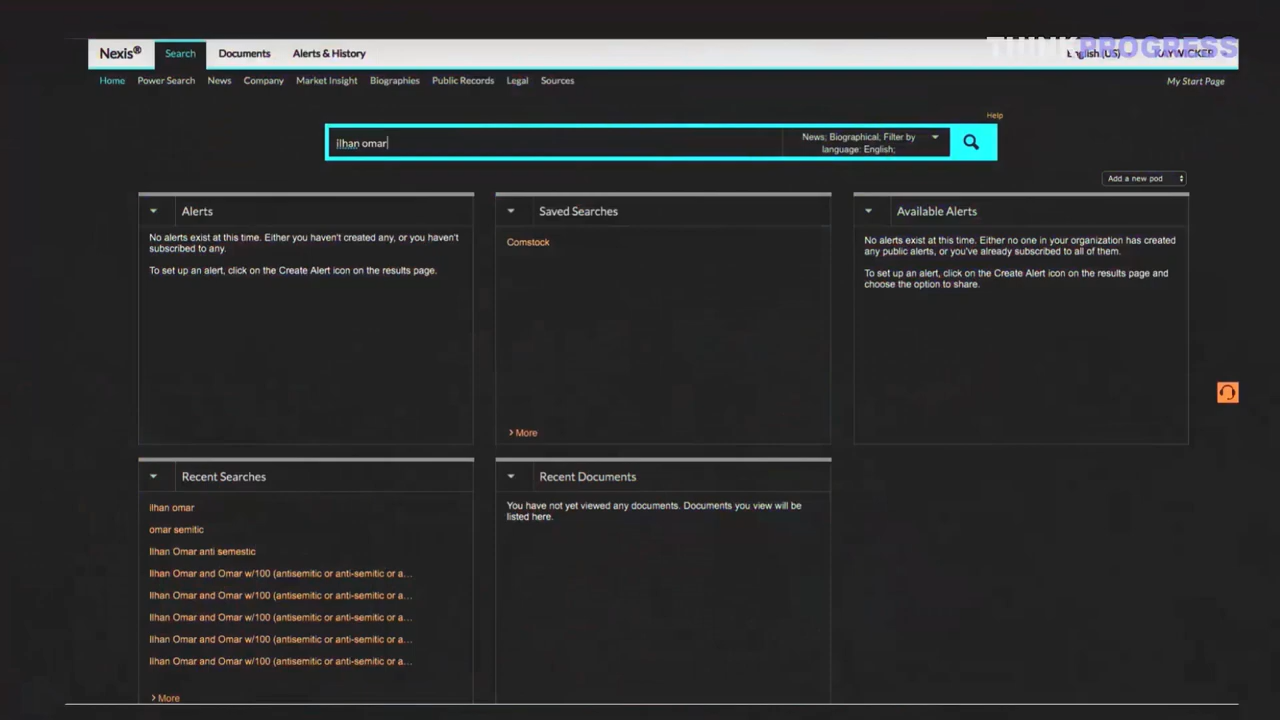 THINKPROGRESS
Nexis® Search Documents Alerts & History English (US) KAYWICKER
Home Power Search News Company Market Insight Biographies Public Records Legal Sources My Start Page
Help
ilhan omar
News; Biographical; Filter by
language: English;
Add a new pod
Alerts
No alerts exist at this time. Either you haven't created any, or you haven't
subscribed to any.
To set up an alert, click on the Create Alert icon on the results page.
Saved Searches
Comstock
More
Available Alerts
No alerts exist at this time. Either no one in your organization has created
any public alerts, or you've already subscribed to all of them.
To set up an alert, click on the Create Alert icon on the results page and
choose the option to share.
Recent Searches
ilhan omar
omar semitic
Ilhan Omar anti semestic
Ilhan Omar and Omar w/100 (antisemitic or anti-semitic or a...
Ilhan Omar and Omar w/100 (antisemitic or anti-semitic or a...
Ilhan Omar and Omar w/100 (antisemitic or anti-semitic or a...
Ilhan Omar and Omar w/100 (antisemitic or anti-semitic or a...
Ilhan Omar and Omar w/100 (antisemitic or anti-semitic or a...
More
Recent Documents
You have not yet viewed any documents. Documents you view will be
listed here.